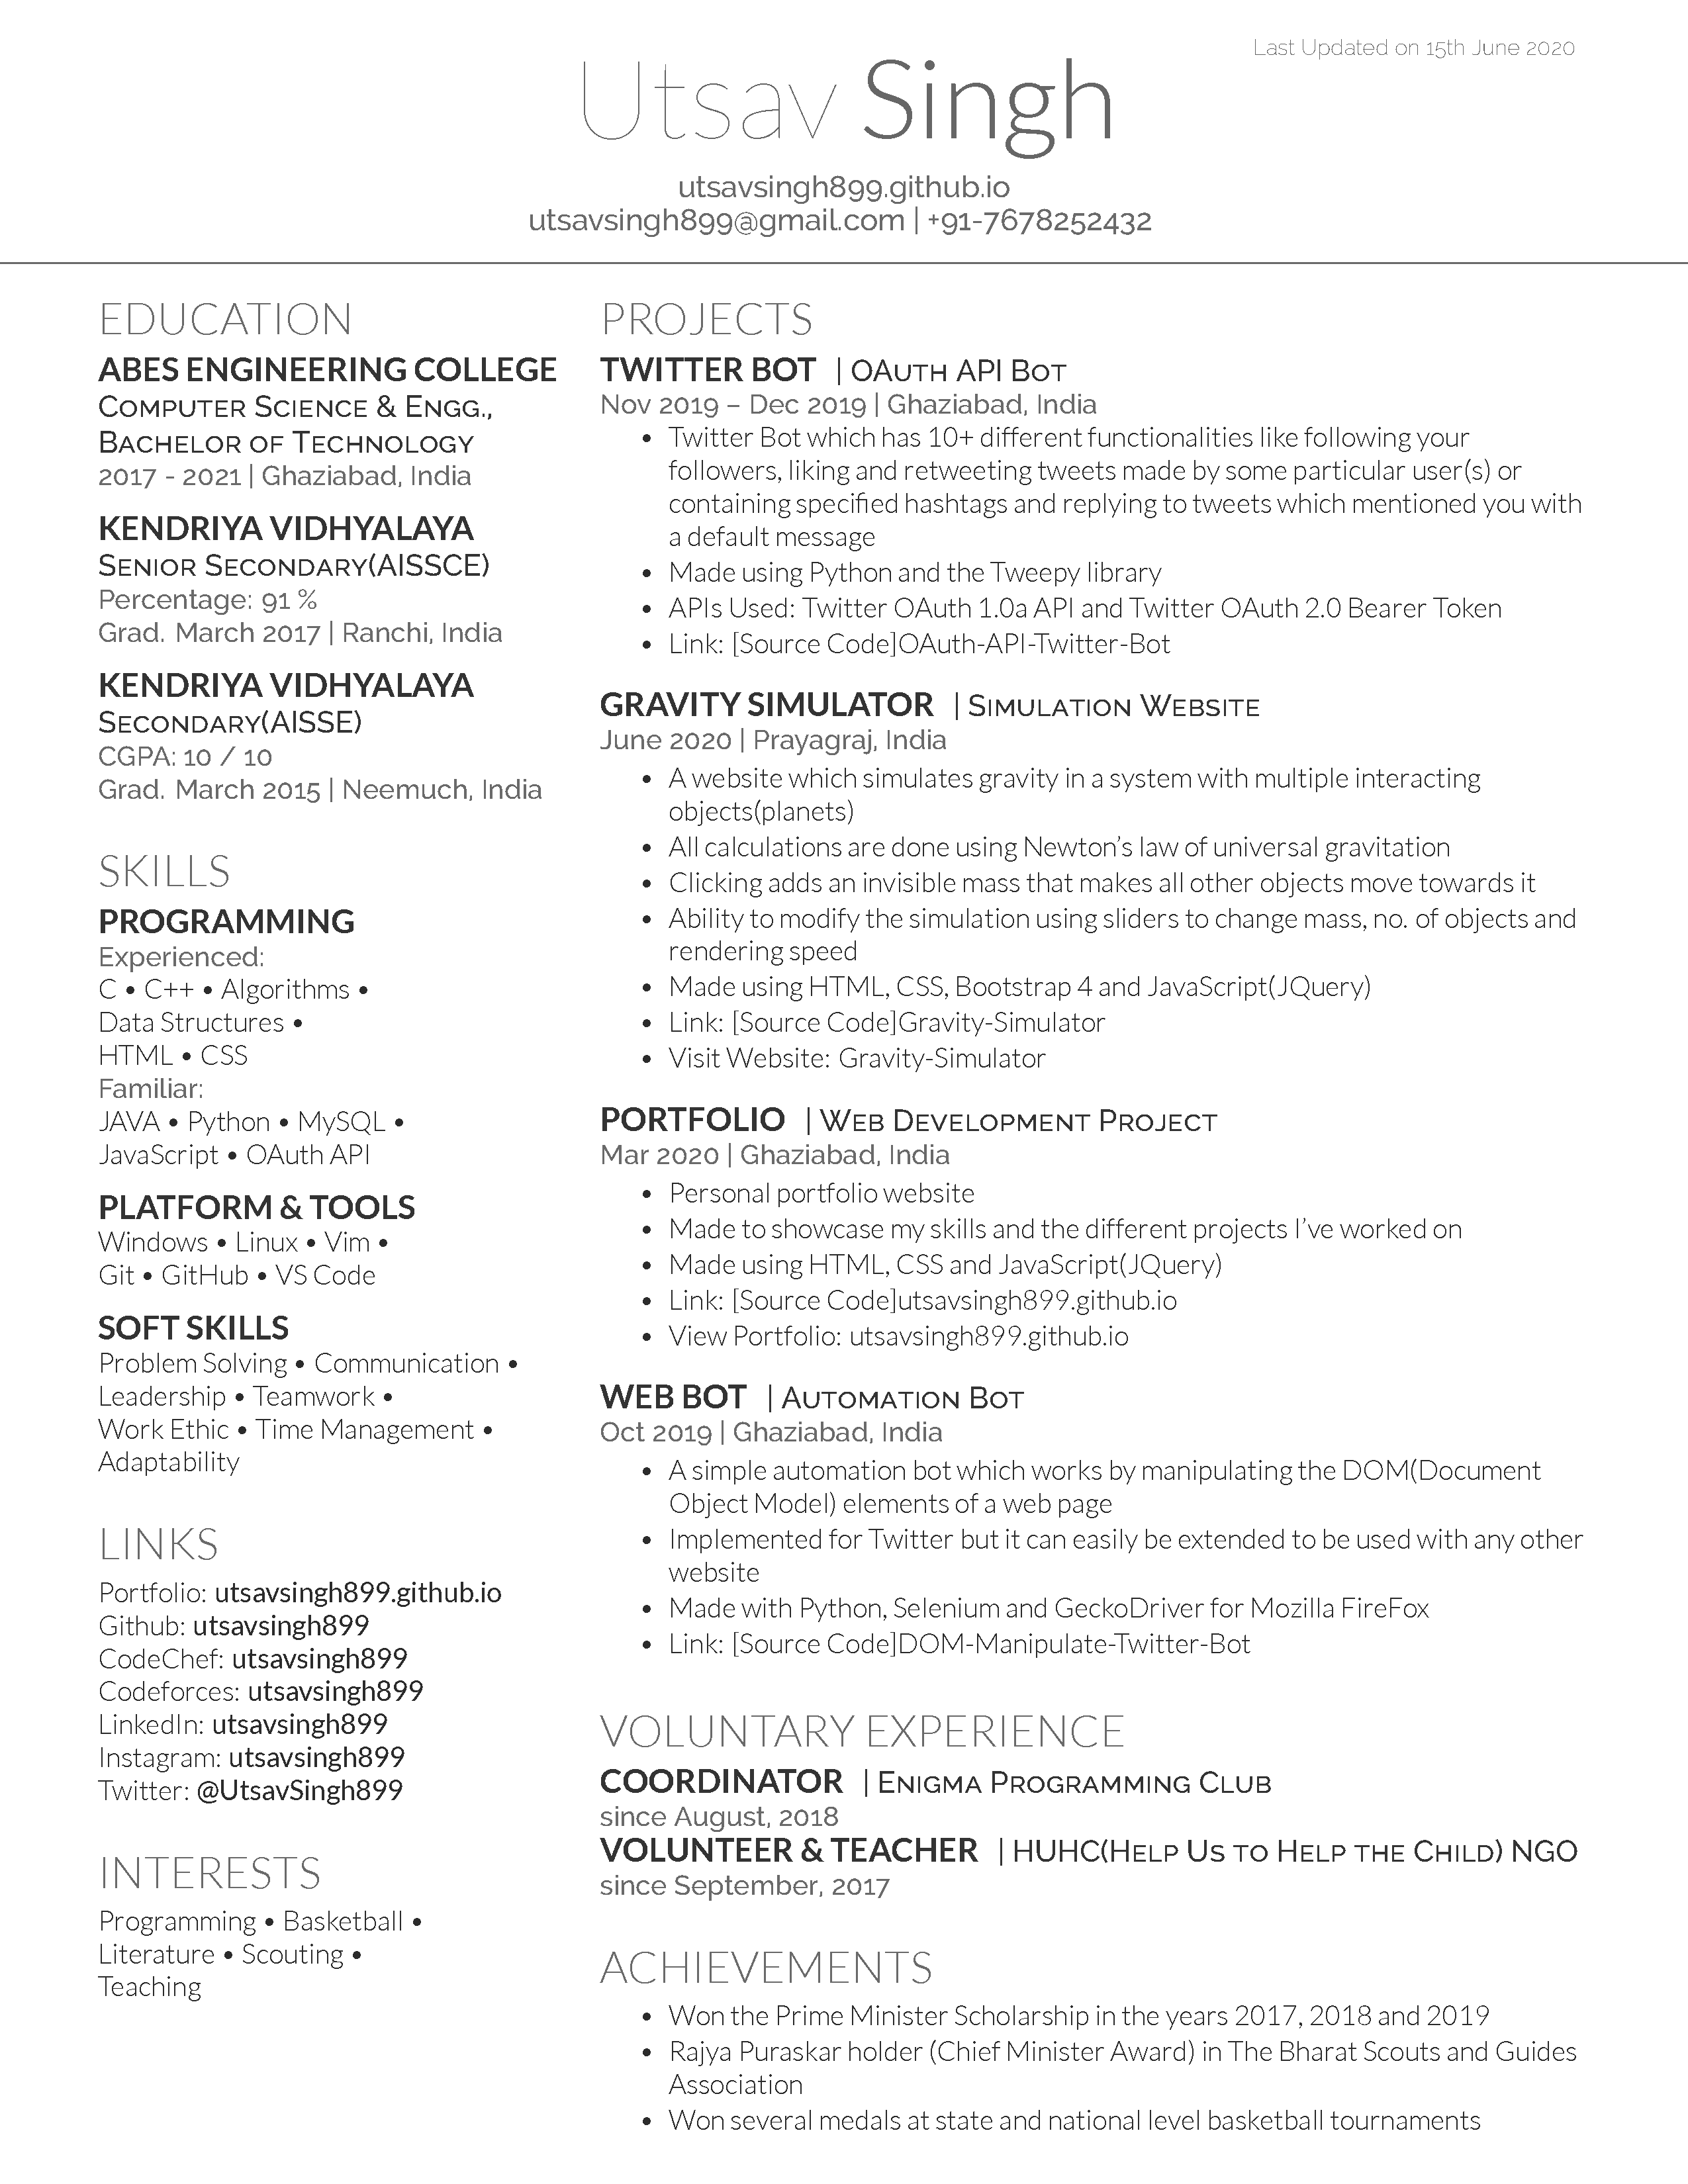 Last Updated on 15th June 2020
Utsav Singh
utsavsingh899.github.io
utsavsingh899@gmail.com | +91-7678252432
EDUCATION
ABES ENGINEERING COLLEGE
COMPUTER SCIENCE & ENGG.,
BACHELOR OF TECHNOLOGY
2017 - 2021 | Ghaziabad, India
KENDRIYA VIDHYALAYA
SENIOR SECONDARY(AISSCE)
Percentage: 91 %
Grad. March 2017 | Ranchi, India
KENDRIYA VIDHYALAYA
SECONDARY(AISSE)
CGPA: 10 / 10
Grad. March 2015 | Neemuch, India
SKILLS
PROGRAMMING
Experienced:
C • C++ • Algorithms •
Data Structures •
HTML • CSS
Familiar:
JAVA • Python • MySQL •
JavaScript • OAuth API
PLATFORM & TOOLS
Windows • Linux • Vim •
Git • GitHub • VS Code
SOFT SKILLS
Problem Solving • Communication •
Leadership • Teamwork •
Work Ethic • Time Management •
Adaptability
LINKS
Portfolio: utsavsingh899.github.io
Github: utsavsingh899
CodeChef: utsavsingh899
Codeforces: utsavsingh899
LinkedIn: utsavsingh899
Instagram: utsavsingh899
Twitter: @UtsavSingh899
INTERESTS
Programming • Basketball •
Literature • Scouting •
Teaching
PROJECTS
TWITTER BOT | OAUTH API BOT
Nov 2019 – Dec 2019 | Ghaziabad, India
• Twitter Bot which has 10+ different functionalities like following your
followers, liking and retweeting tweets made by some particular user(s) or
containing specified hashtags and replying to tweets which mentioned you with
a default message
• Made using Python and the Tweepy library
• APIs Used: Twitter OAuth 1.0a API and Twitter OAuth 2.0 Bearer Token
• Link: [Source Code]OAuth-API-Twitter-Bot
GRAVITY SIMULATOR | SIMULATION WEBSITE
June 2020 | Prayagraj, India
• A website which simulates gravity in a system with multiple interacting
objects(planets)
• All calculations are done using Newton’s law of universal gravitation
• Clicking adds an invisible mass that makes all other objects move towards it
• Ability to modify the simulation using sliders to change mass, no. of objects and
rendering speed
• Made using HTML, CSS, Bootstrap 4 and JavaScript(JQuery)
• Link: [Source Code]Gravity-Simulator
• Visit Website: Gravity-Simulator
PORTFOLIO | WEB DEVELOPMENT PROJECT
Mar 2020 | Ghaziabad, India
• Personal portfolio website
• Made to showcase my skills and the different projects I’ve worked on
• Made using HTML, CSS and JavaScript(JQuery)
• Link: [Source Code]utsavsingh899.github.io
• View Portfolio: utsavsingh899.github.io
WEB BOT | AUTOMATION BOT
Oct 2019 | Ghaziabad, India
• A simple automation bot which works by manipulating the DOM(Document
Object Model) elements of a web page
• Implemented for Twitter but it can easily be extended to be used with any other
website
• Made with Python, Selenium and GeckoDriver for Mozilla FireFox
• Link: [Source Code]DOM-Manipulate-Twitter-Bot
VOLUNTARY EXPERIENCE
COORDINATOR | ENIGMA PROGRAMMING CLUB
since August, 2018
VOLUNTEER & TEACHER | HUHC(HELP US TO HELP THE CHILD) NGO
since September, 2017
ACHIEVEMENTS
• Won the Prime Minister Scholarship in the years 2017, 2018 and 2019
• Rajya Puraskar holder (Chief Minister Award) in The Bharat Scouts and Guides
Association
• Won several medals at state and national level basketball tournaments